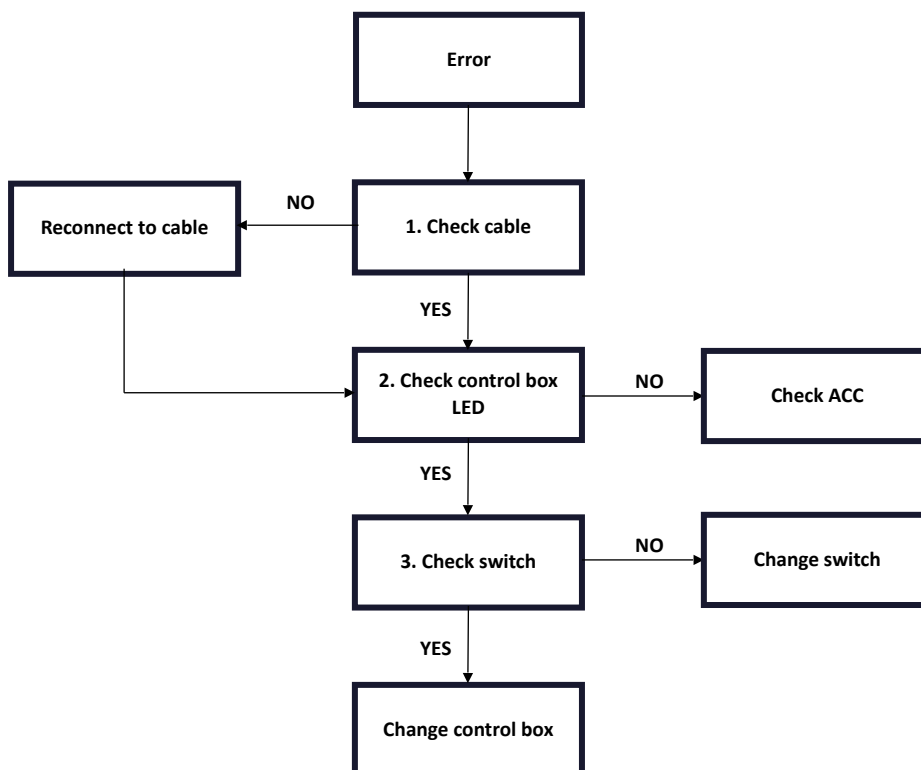 Error
NO
Reconnect to cable
1. Check cable
YES
2. Check control box
LED
NO
Check ACC
YES
3. Check switch
NO
Change switch
YES
Change control box